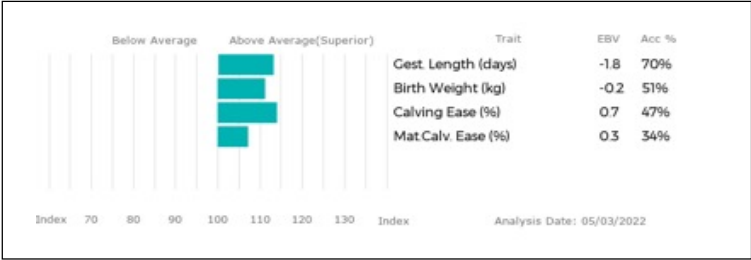 Below Average Above Average(Superior) Trait EBV Acc %
Gest. Length (days) -1.8 70%
Birth Weight (kg) -0.2 51%
Calving Ease (%) 0.7 47%
Mat.Calv. Ease (%) 0.3 34%
Index 70 80 90 100 110 120 130 Index Analysis Date: 05/03/2022